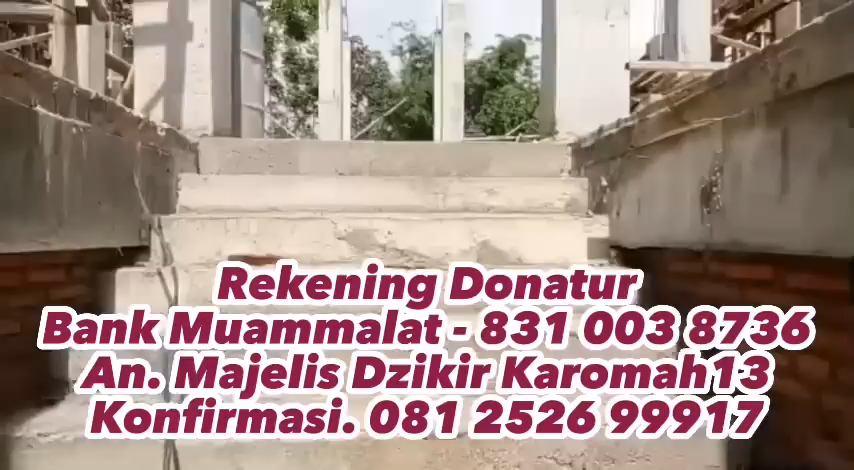 Rekening Donatur
Bank Muammalat - 831 003 8736
An. Majelis Dzikir Karomah13
Konfirmasi. 081 2526 99917